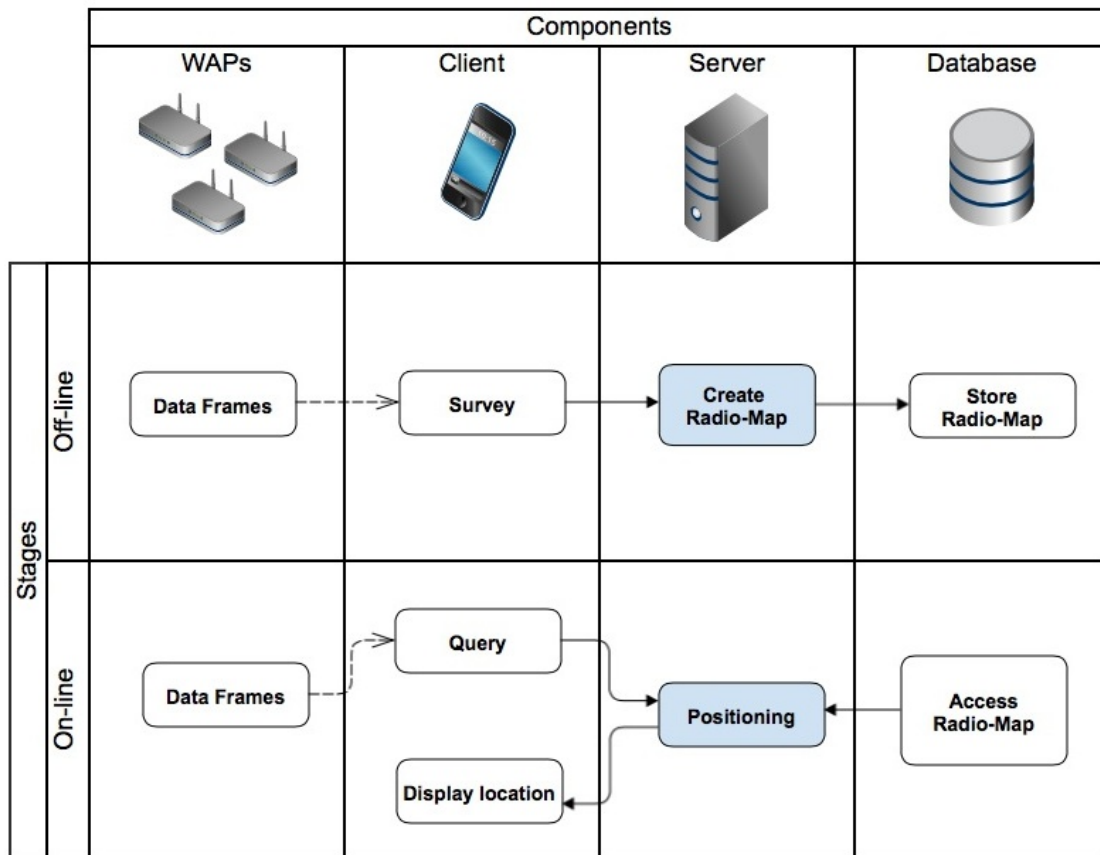 Components
WAPs
Client
Server
Database
Stages
Off-line
Data Frames
Survey
Create
Radio-Map
Store
Radio-Map
On-line
Data Frames
Query
Display location
Positioning
Access
Radio-Map